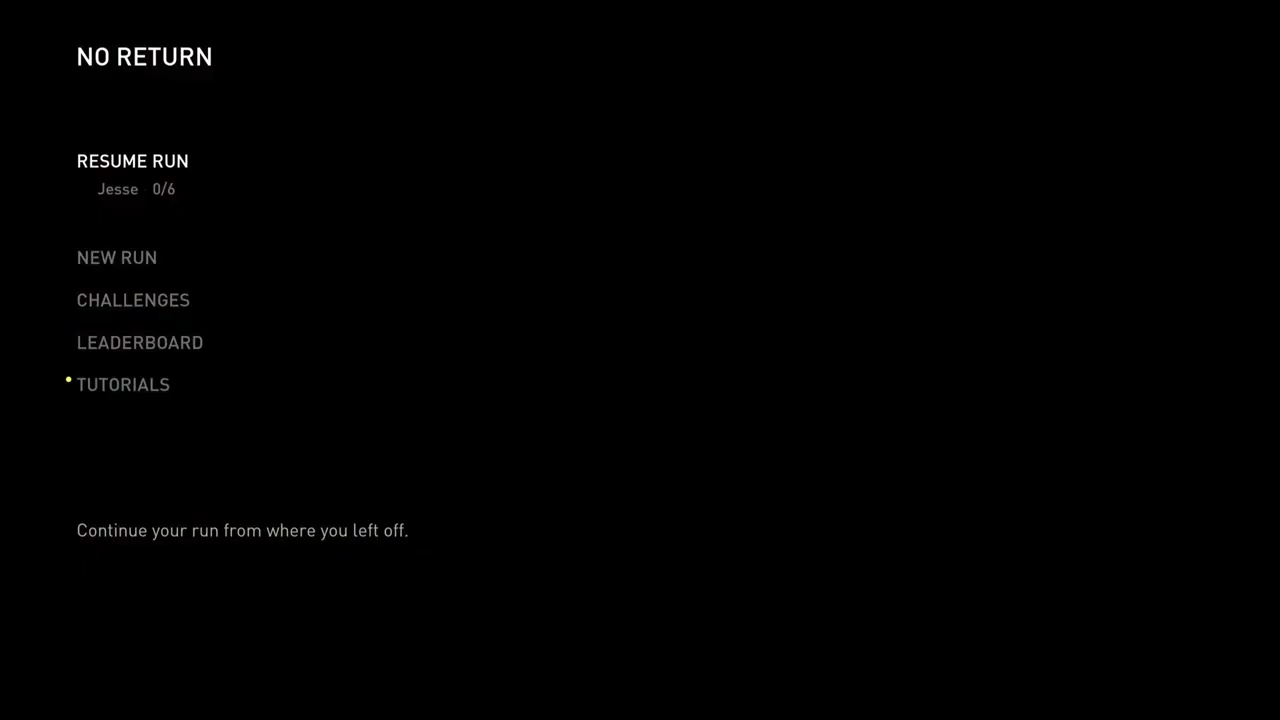 NO RETURN
RESUME RUN
Jesse 0/6
NEW RUN
CHALLENGES
LEADERBOARD
TUTORIALS
Continue your run from where you left off.